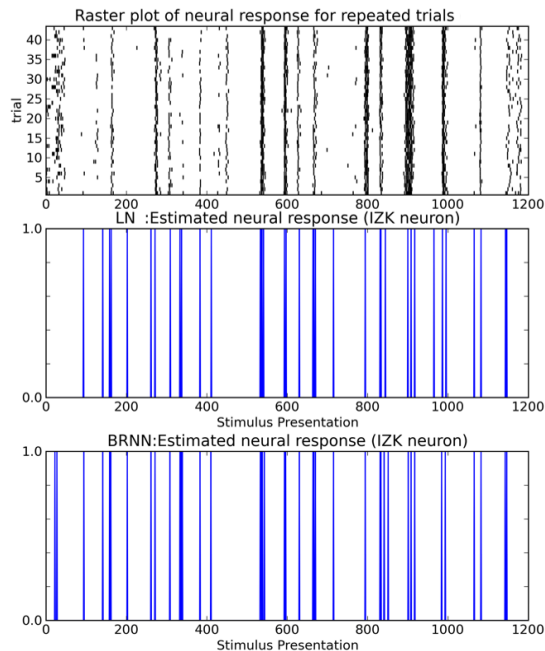 Raster plot of neural response for repeated trials
trial
40
35
30
25
20
15
10
5
0 200 400 600 800 1000 1200
LN :Estimated neural response (IZK neuron)
1.0
0.0
0 200 400 600 800 1000 1200
Stimulus Presentation
BRNN:Estimated neural response (IZK neuron)
1.0
0.0
0 200 400 600 800 1000 1200
Stimulus Presentation